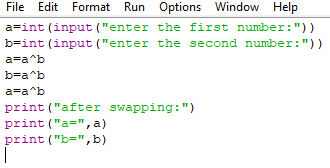 File Edit Format Run Options Window Help
a=int(input("enter the first number:"))
b=int(input("enter the second number:"))
a=a^b
b=a^b
a=a^b
print("after swapping:")
print("a=",a)
print("b=",b)